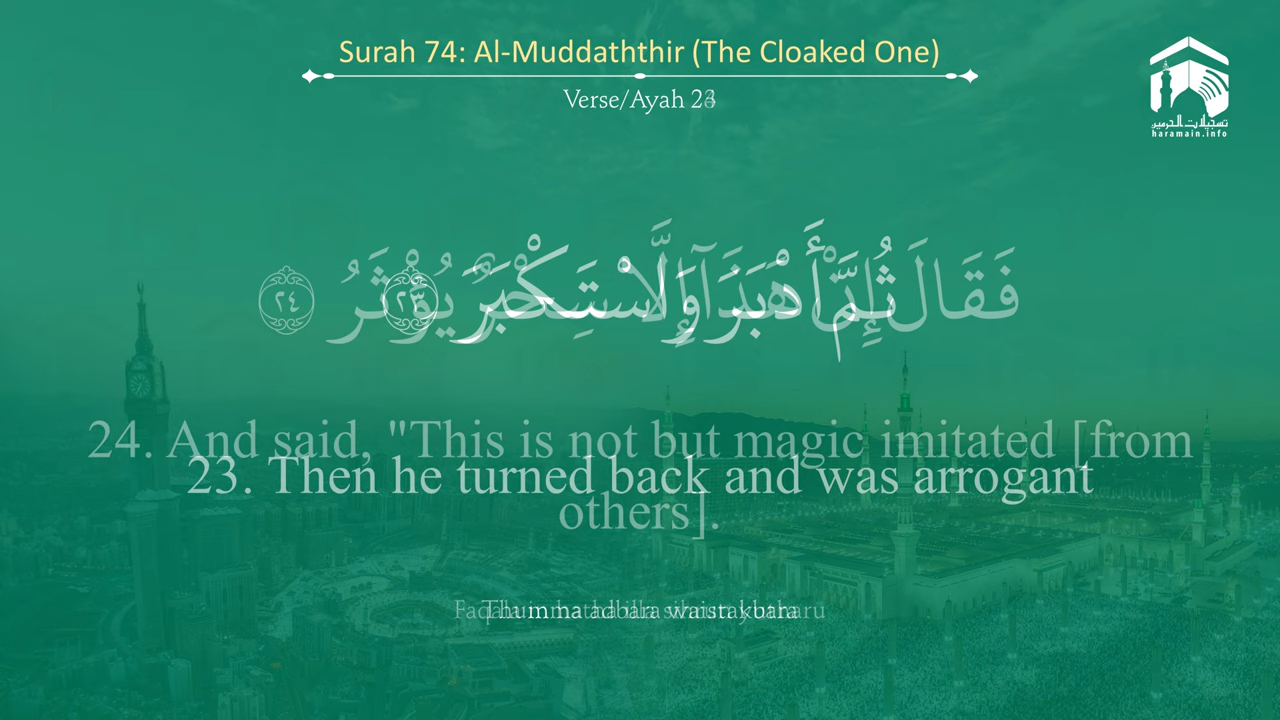 Surah 74: Al-Muddaththir (The Cloaked One)
Verse/Ayah 23
تسجيلات الحرمين
haramain.info
ثُمَّ أَدْبَرَ وَاسْتَكْبَرَ ٢٣
فَقَالَ إِنْ هَٰذَآ إِلَّا سِحْرٌ يُؤْثَرُ ٢٤
24. And said, "This is not but magic imitated [from
others].
23. Then he turned back and was arrogant
Thumma adbara waistakbara